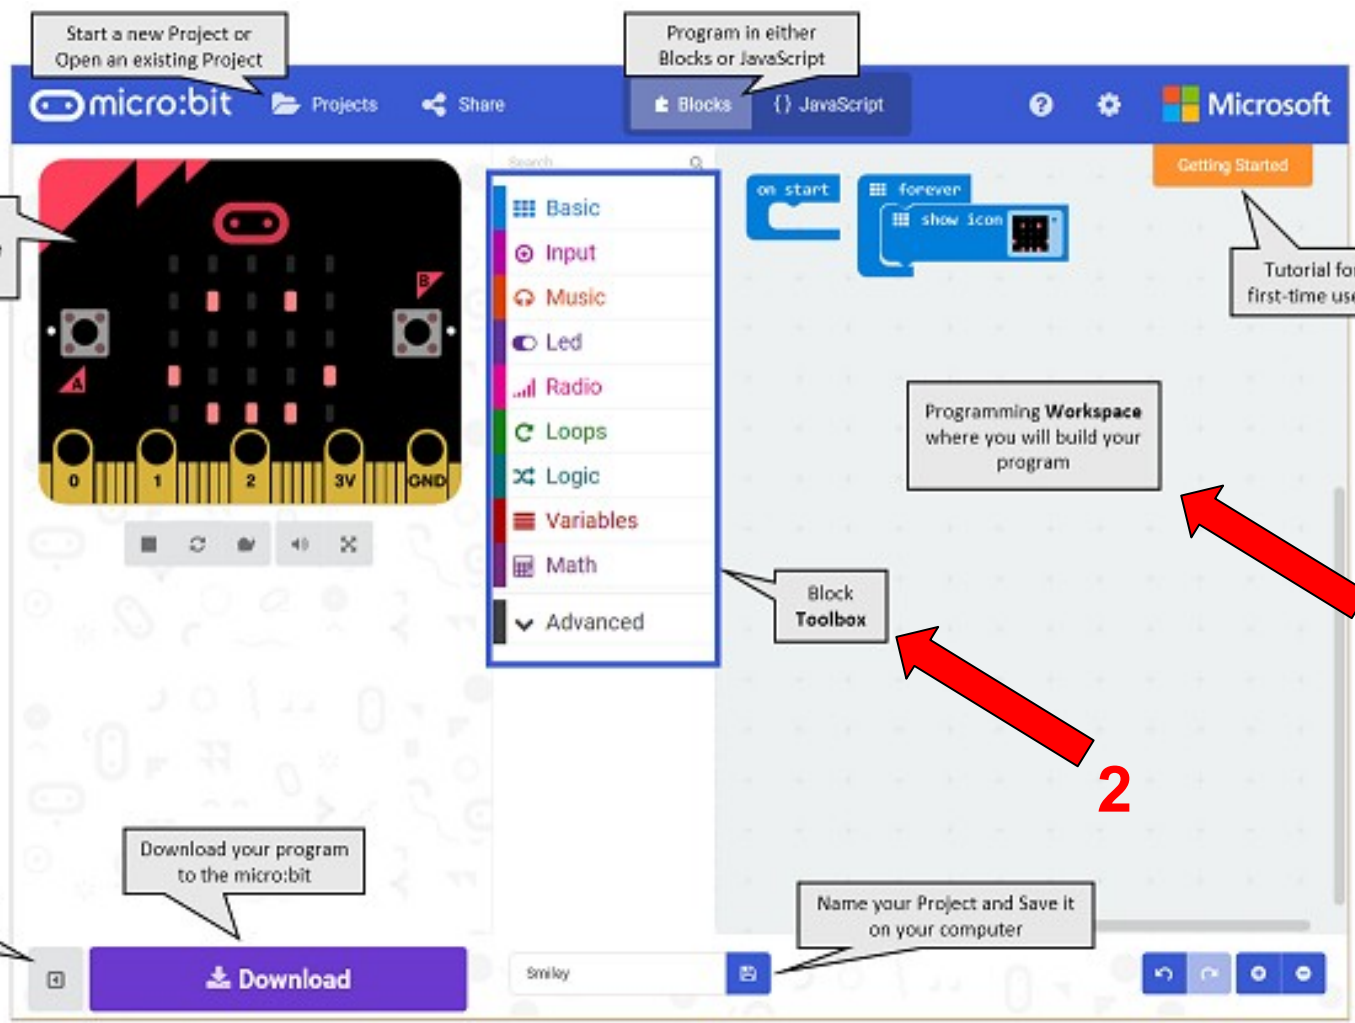 Start a new Project or
Open an existing Project
Program in either
Blocks or JavaScript
micro:bit
Projects
Share
Blocks
{} JavaScript
?
Microsoft
Search...
Getting Started
Basic
Input
Music
Led
Radio
Loops
Logic
Variables
Math
Advanced
on start
forever
show icon
B
A
0
1
2
3V
GND
Tutorial for
first-time use
Programming Workspace
where you will build your
program
Block
Toolbox
2
Download your program
to the micro:bit
Name your Project and Save it
on your computer
Download
Smiley